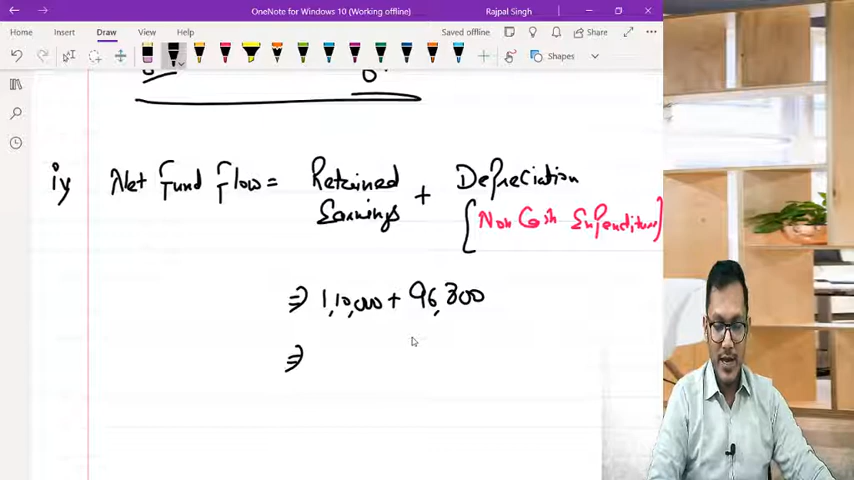 OneNote for Windows 10 (Working offline)
Rajpal Singh
Home Insert Draw View Help
Saved offline
Share
Shapes
iv Net Fund Flow = Retained Earnings + Depreciation
[Non Cash Expenditure]
⇒ 1,10,000 + 96,300
⇒